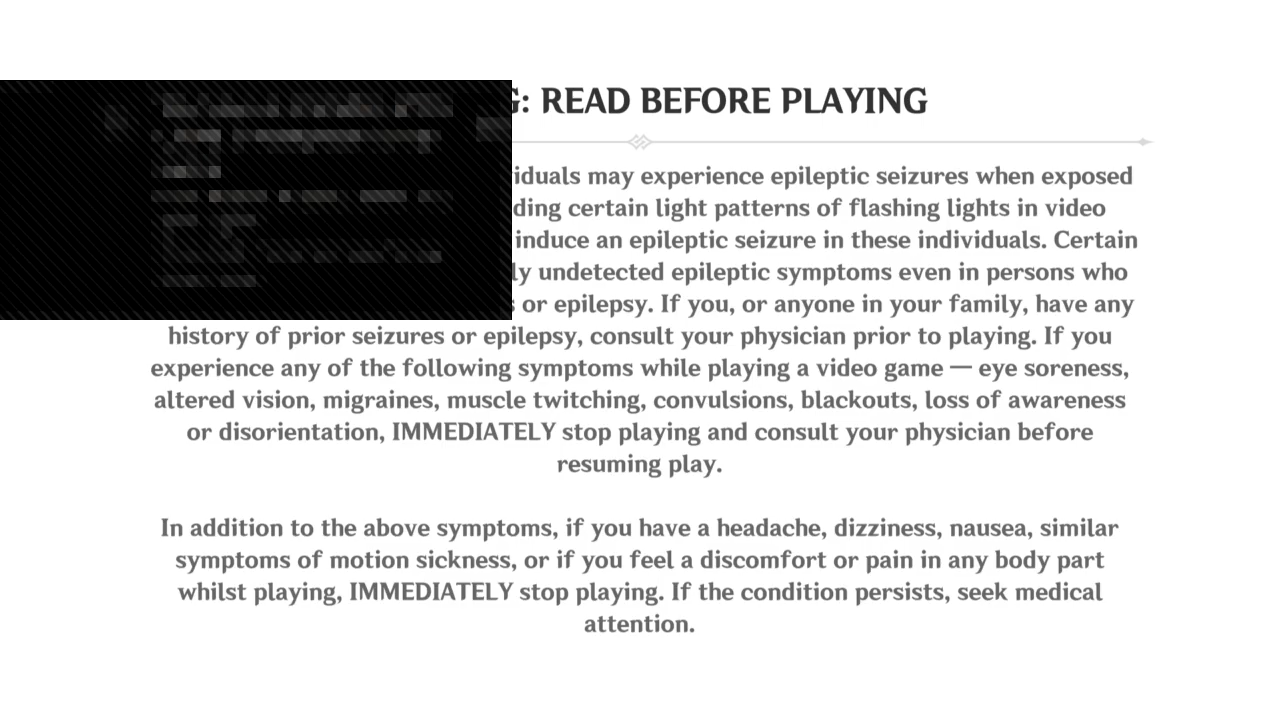 : READ BEFORE PLAYING
may experience epileptic seizures when exposed
certain light patterns of flashing lights in video
induce an epileptic seizure in these individuals. Certain
undetected epileptic symptoms even in persons who
or epilepsy. If you, or anyone in your family, have any
history of prior seizures or epilepsy, consult your physician prior to playing. If you
experience any of the following symptoms while playing a video game — eye soreness,
altered vision, migraines, muscle twitching, convulsions, blackouts, loss of awareness
or disorientation, IMMEDIATELY stop playing and consult your physician before
resuming play.
In addition to the above symptoms, if you have a headache, dizziness, nausea, similar
symptoms of motion sickness, or if you feel a discomfort or pain in any body part
whilst playing, IMMEDIATELY stop playing. If the condition persists, seek medical
attention.